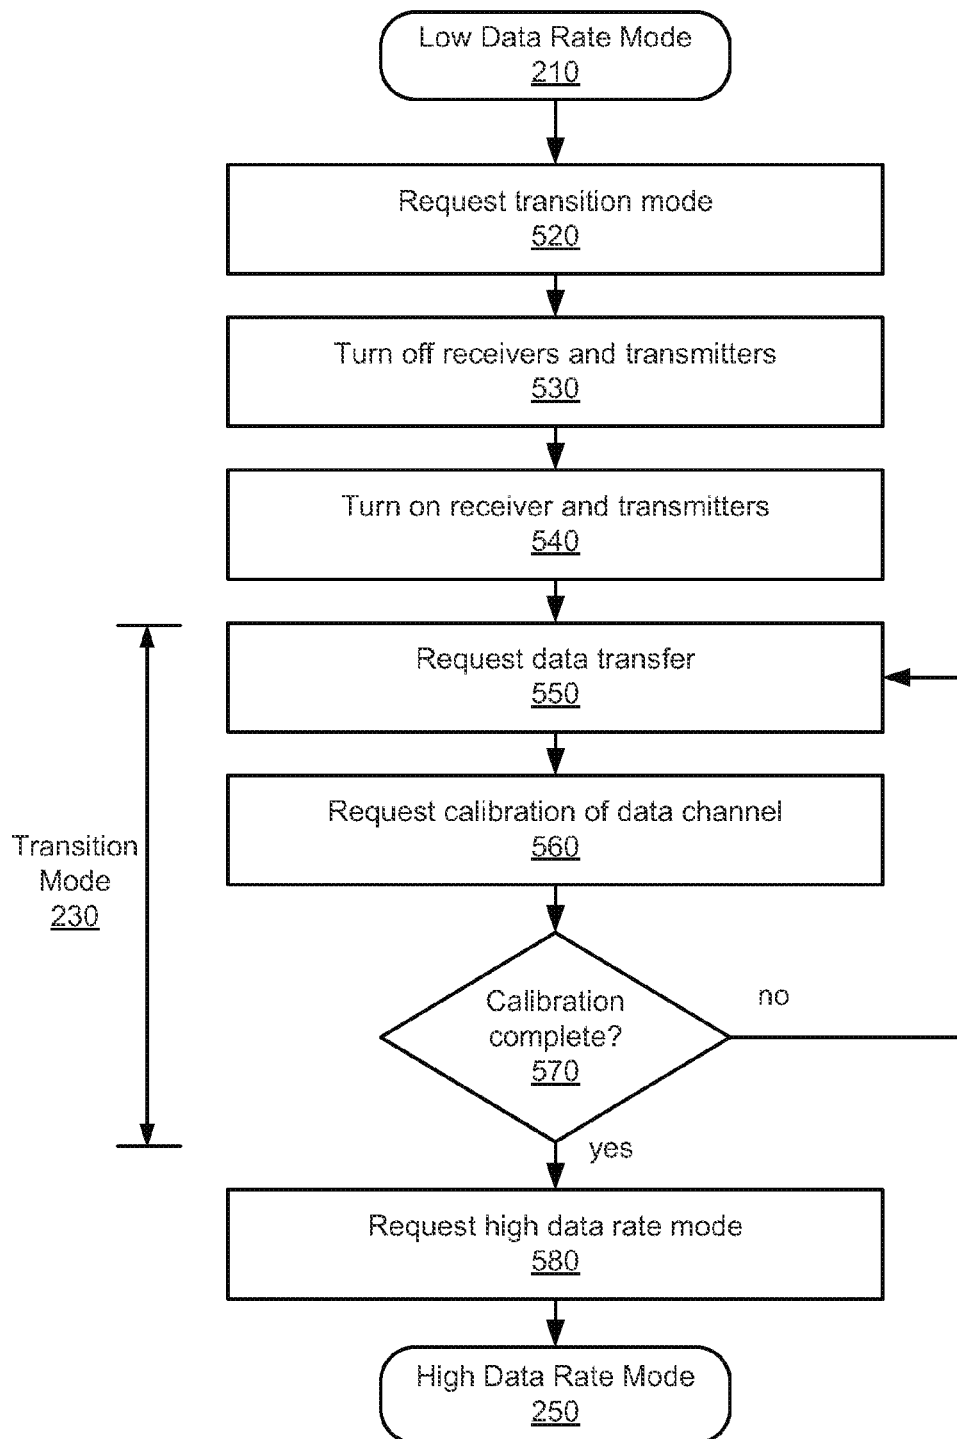 Low Data Rate Mode
210
Request transition mode
520
Turn off receivers and transmitters
530
Turn on receiver and transmitters
540
Request data transfer
550
Request calibration of data channel
560
Transition
Mode
230
Calibration
complete?
570
no
yes
Request high data rate mode
580
High Data Rate Mode
250